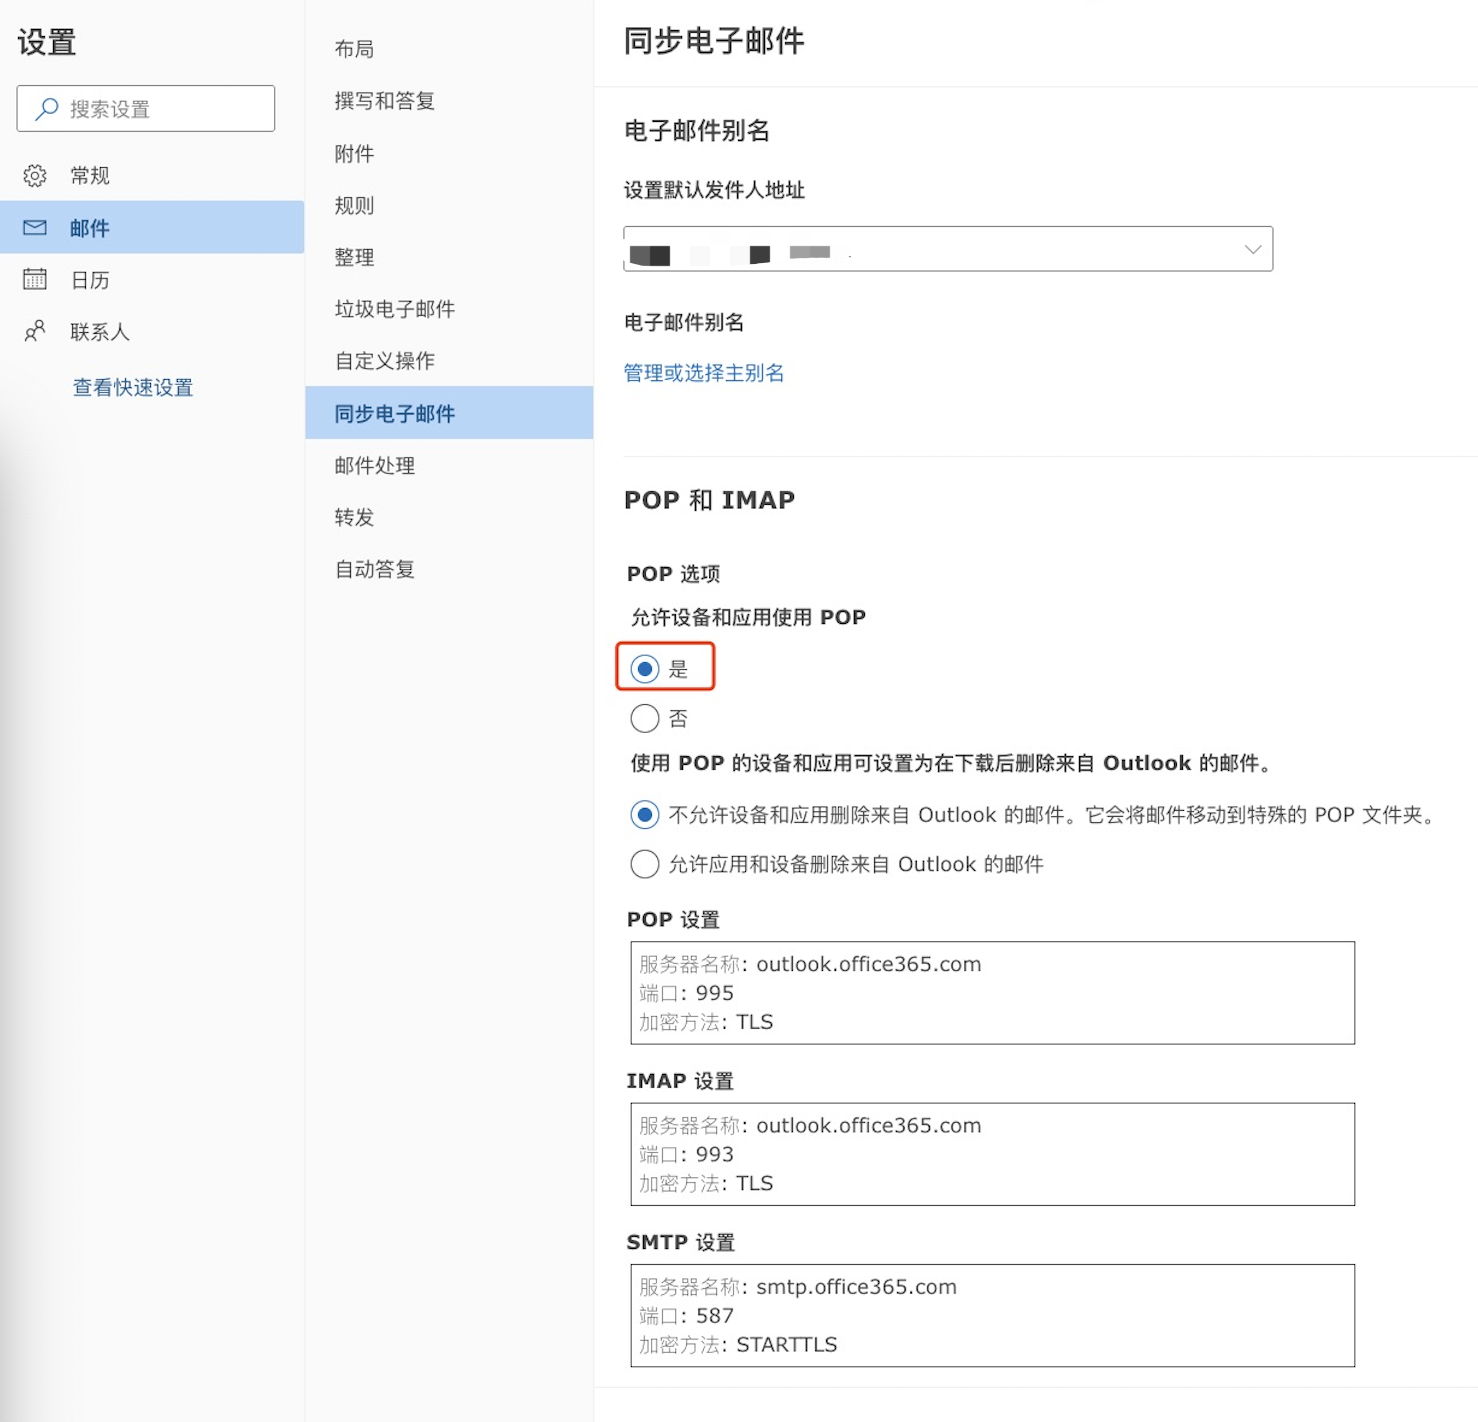 设置
搜索设置
常规
邮件
日历
联系人
查看快速设置
布局
撰写和答复
附件
规则
整理
垃圾电子邮件
自定义操作
同步电子邮件
邮件处理
转发
自动答复
同步电子邮件
电子邮件别名
设置默认发件人地址
电子邮件别名
管理或选择主别名
POP 和 IMAP
POP 选项
允许设备和应用使用 POP
是
否
使用 POP 的设备和应用可设置为在下载后删除来自 Outlook 的邮件。
不允许设备和应用删除来自 Outlook 的邮件。它会将邮件移动到特殊的 POP 文件夹。
允许应用和设备删除来自 Outlook 的邮件
POP 设置
服务器名称: outlook.office365.com
端口: 995
加密方法: TLS
IMAP 设置
服务器名称: outlook.office365.com
端口: 993
加密方法: TLS
SMTP 设置
服务器名称: smtp.office365.com
端口: 587
加密方法: STARTTLS